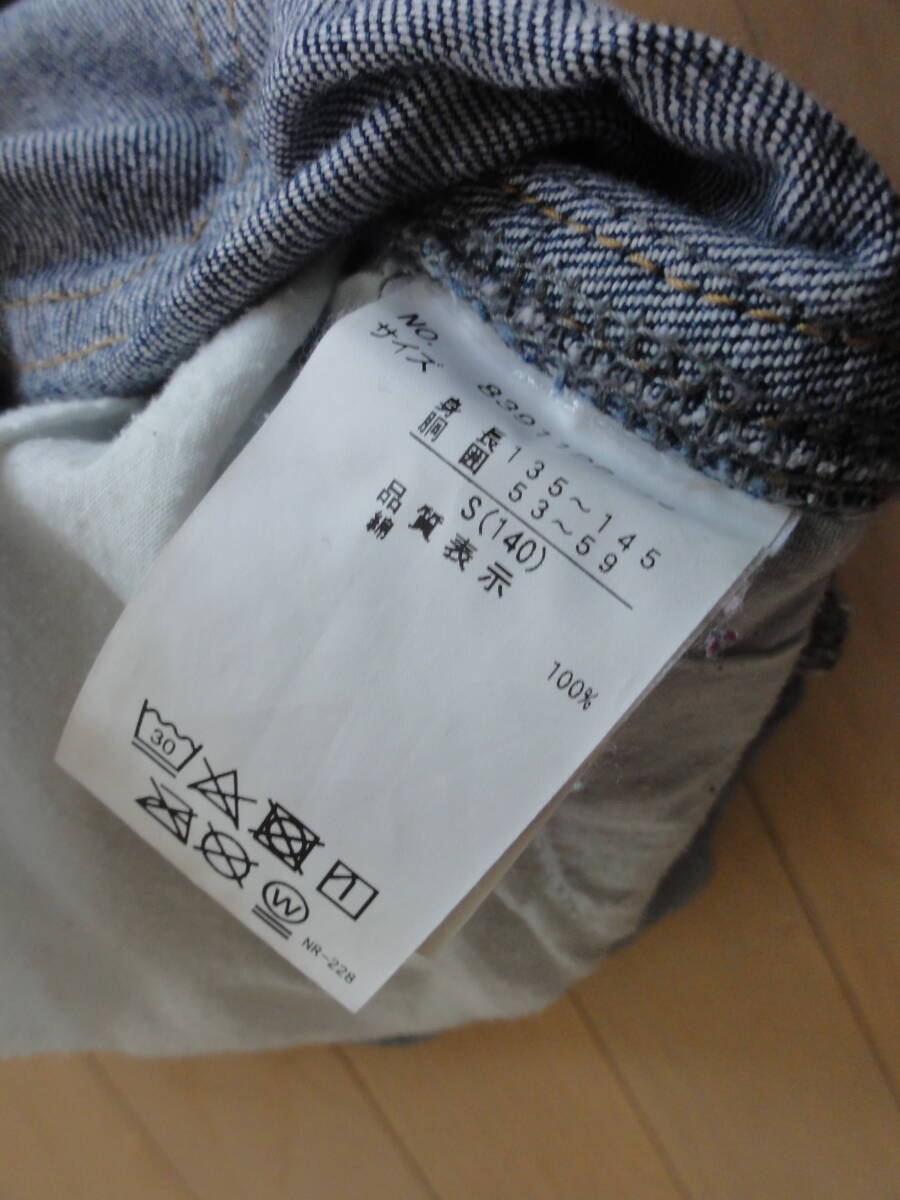 NO.
サイズ
身長 135～145
胴囲 53～59
S(140)
品質表示
綿 100%
30
W
NR-228